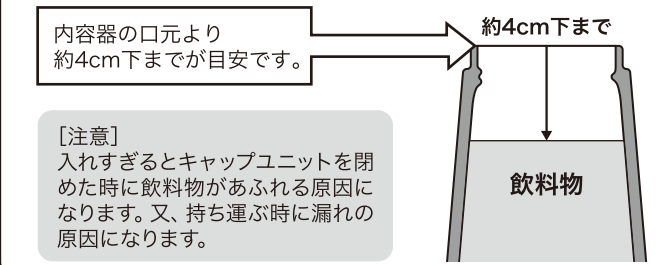 内容器の口元より
約4cm下までが目安です。
約4cm下まで
[注意]
入れすぎるとキャップユニットを閉
めた時に飲料物があふれる原因に
なります。又、持ち運ぶ時に漏れの
原因になります。
飲料物